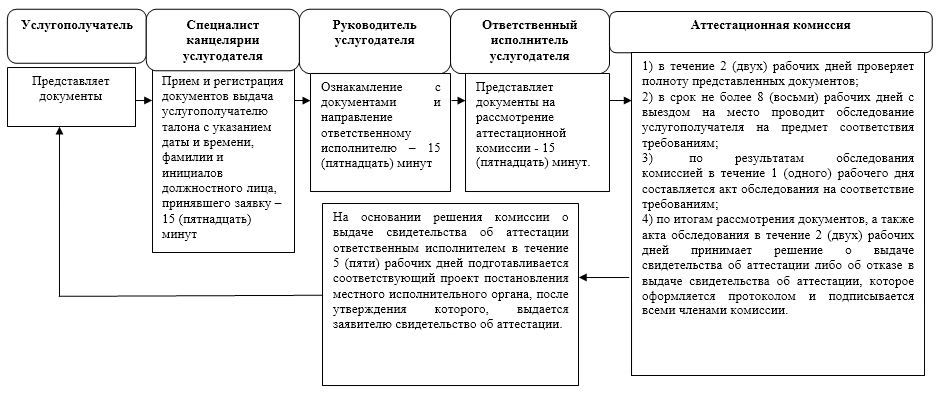 Услугополучатель
Специалист
канцелярии
услугодателя
Руководитель
услугодателя
Ответственный
исполнитель
услугодателя
Аттестационная комиссия
Представляет
документы
Прием и регистрация
документов выдача
услугополучателю
талона с указанием
даты и времени,
фамилии и
инициалов
должностного лица,
принявшего заявку –
15 (пятнадцать)
минут
Ознакамление с
документами и
направление
ответственному
исполнителю – 15
(пятнадцать) минут
Представляет
документы на
рассмотрение
аттестационной
комиссии - 15
(пятнадцать) минут.
1) в течение 2 (двух) рабочих дней проверяет
полноту представленных документов;
2) в срок не более 8 (восьми) рабочих дней с
выездом на место проводит обследование
услугополучателя на предмет соответствия
требованиям;
3) по результатам обследования
комиссией в течение 1 (одного) рабочего дня
составляется акт обследования на соответствие
требованиям;
4) по итогам рассмотрения документов, а также
акта обследования в течение 2 (двух) рабочих
дней принимает решение о выдаче
свидетельства об аттестации либо об отказе в
выдаче свидетельства об аттестации, которое
оформляется протоколом и подписывается
всеми членами комиссии.
На основании решения комиссии о
выдаче свидетельства об аттестации
ответственным исполнителем в течение
5 (пяти) рабочих дней подготавливается
соответствующий проект постановления
местного исполнительного органа, после
утверждения которого, выдается
заявителю свидетельство об аттестации.